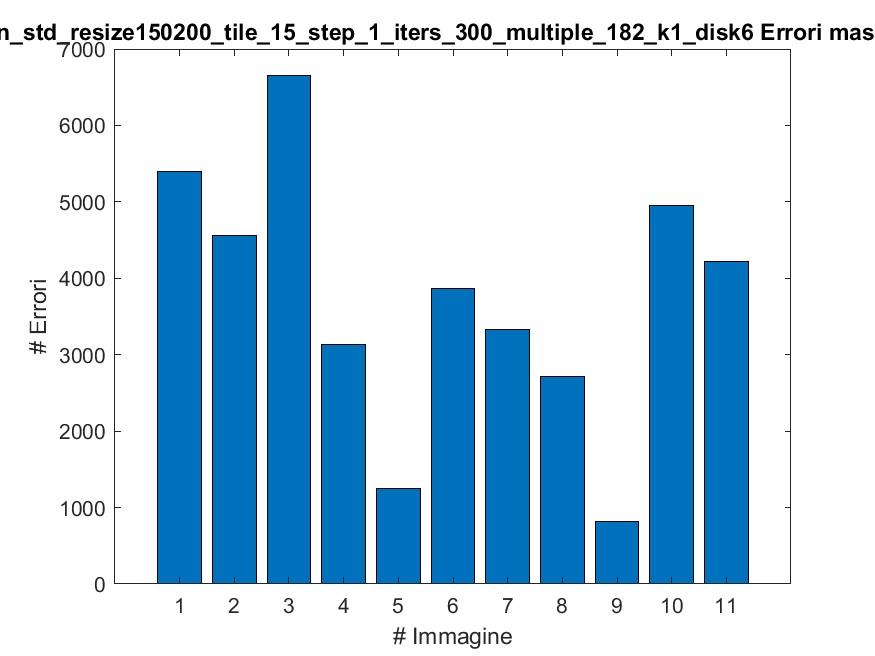 n_std_resize150200_tile_15_step_1_iters_300_multiple_182_k1_disk6 Errori mas
7000
6000
5000
4000
3000
2000
1000
0
# Errori
1 2 3 4 5 6 7 8 9 10 11
# Immagine